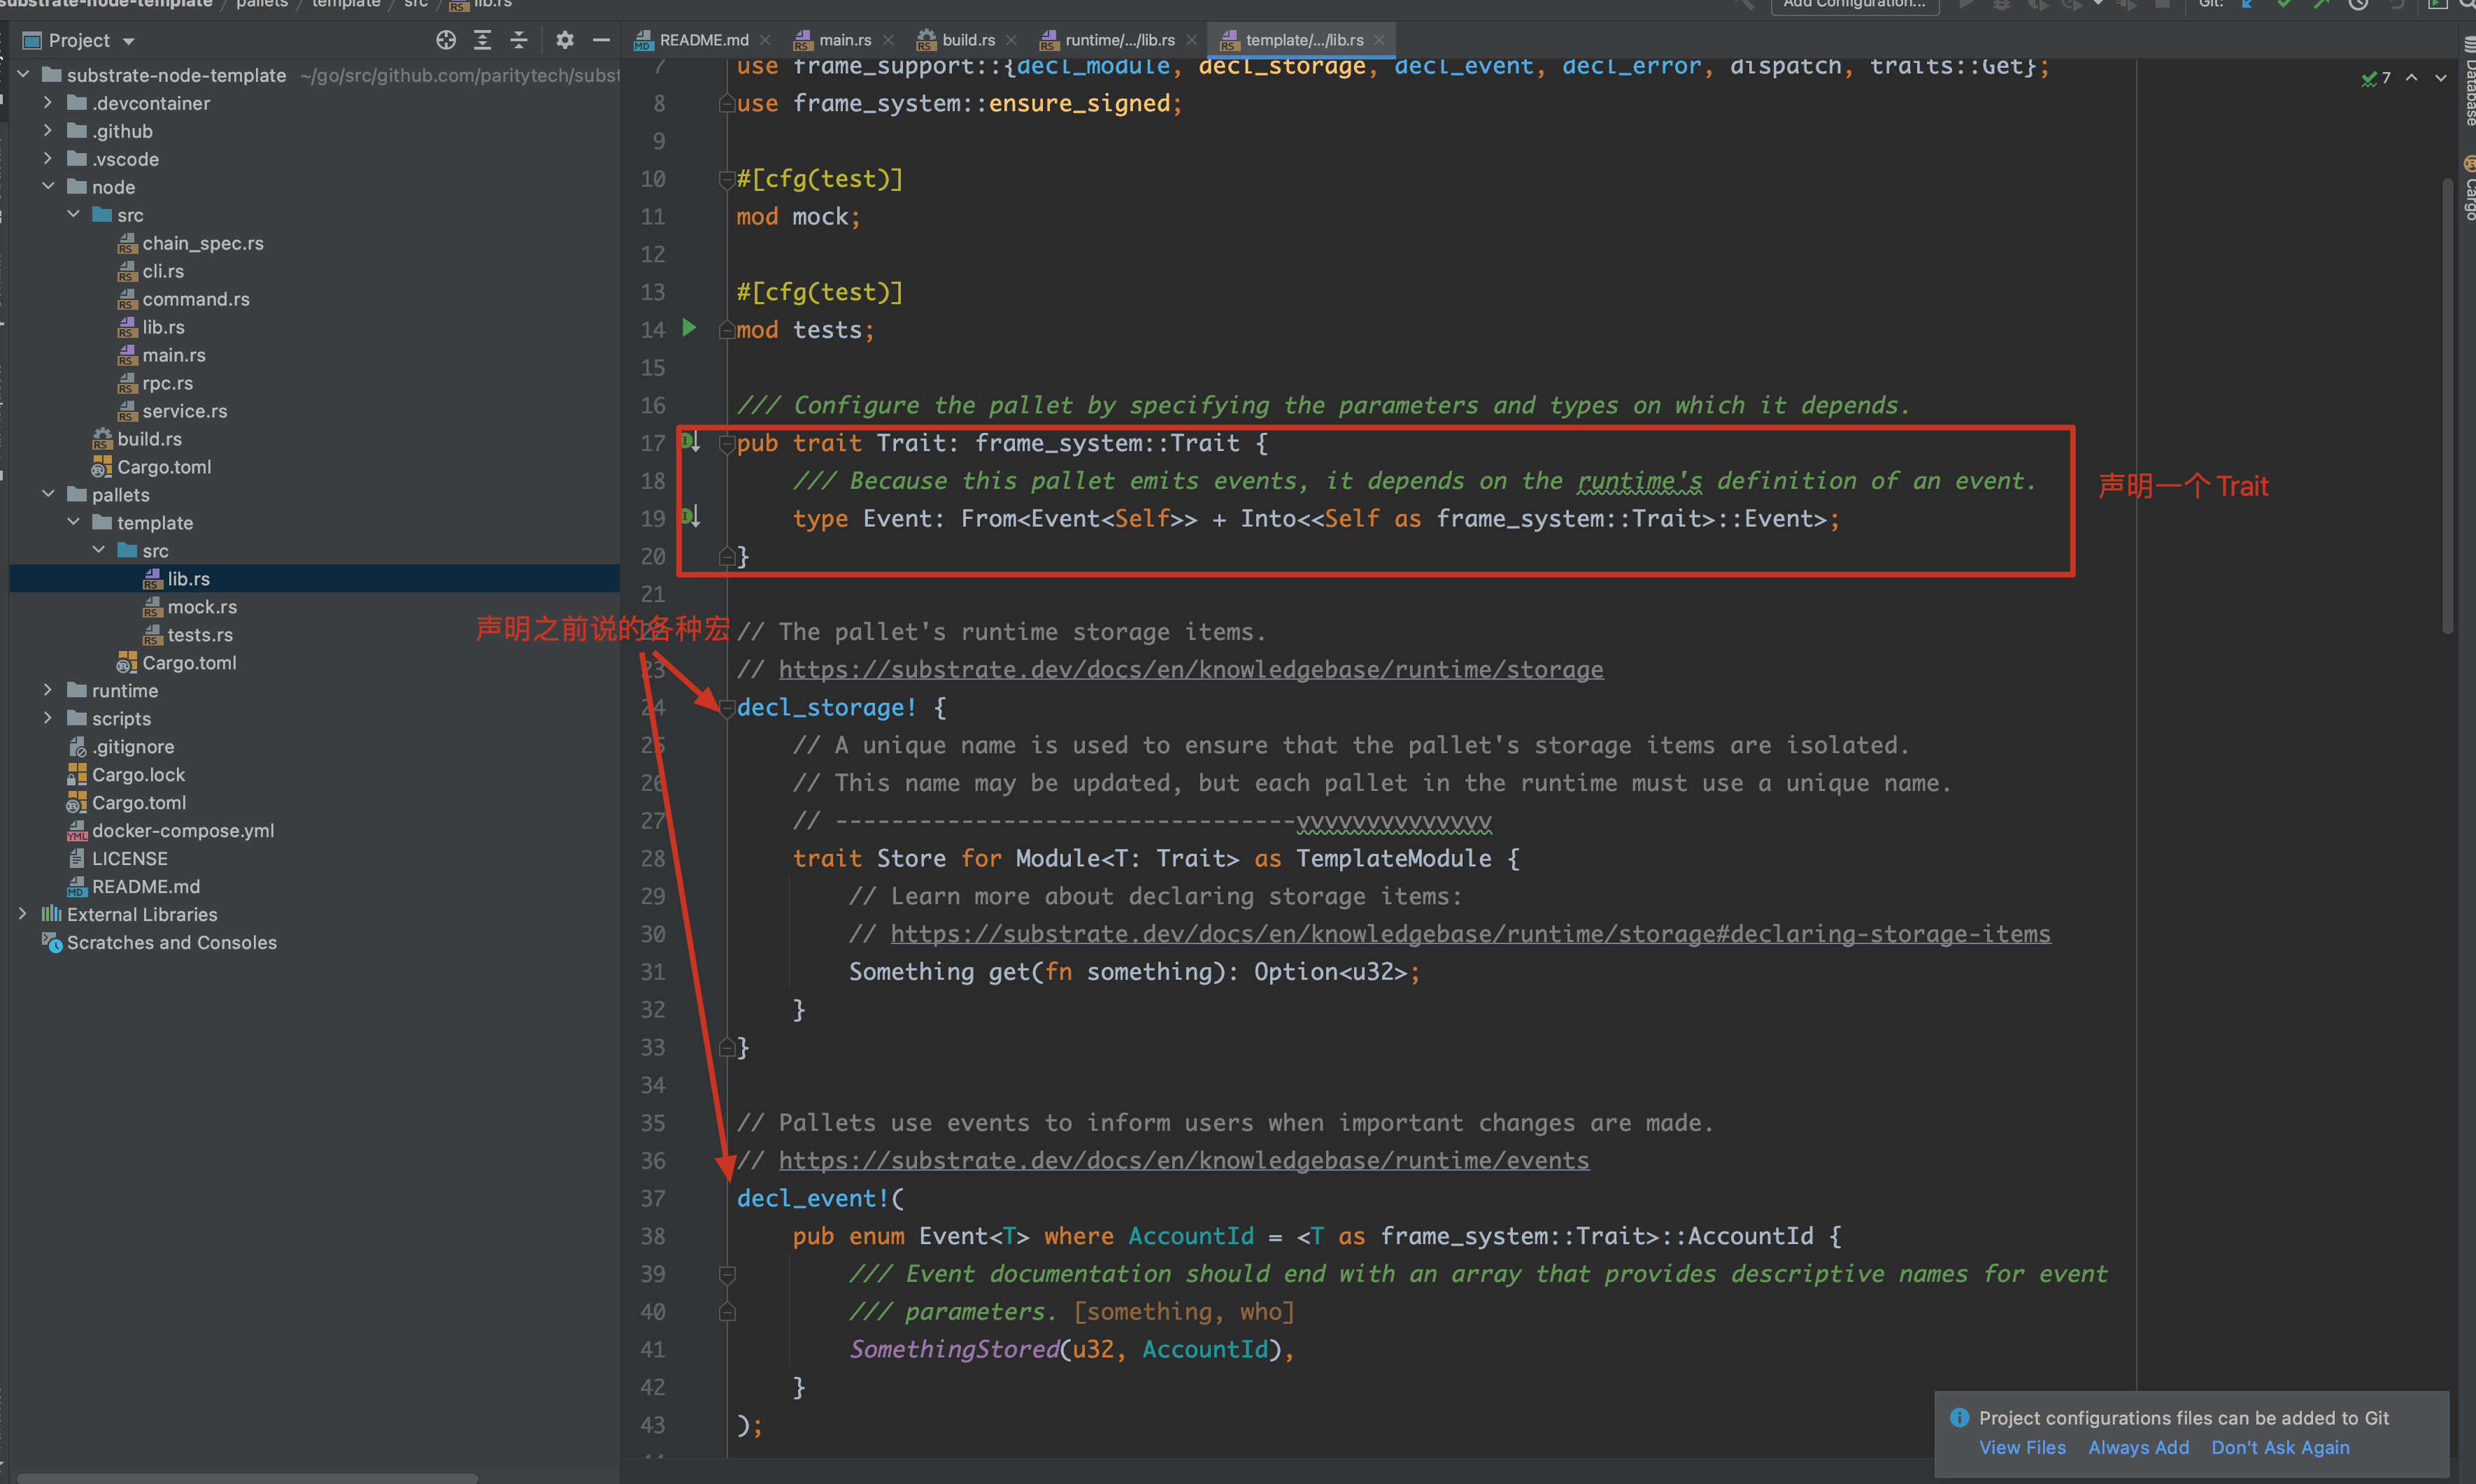 substrate-node-template / pallets / template / src / lib.rs
Add Configuration...
Git:
Project
README.md
main.rs
build.rs
runtime/.../lib.rs
template/.../lib.rs
substrate-node-template ~/go/src/github.com/paritytech/subst
.devcontainer
.github
.vscode
node
src
chain_spec.rs
cli.rs
command.rs
lib.rs
main.rs
rpc.rs
service.rs
build.rs
Cargo.toml
pallets
template
src
lib.rs
mock.rs
tests.rs
Cargo.toml
runtime
scripts
.gitignore
Cargo.lock
Cargo.toml
docker-compose.yml
LICENSE
README.md
External Libraries
Scratches and Consoles
7 use frame_support::{decl_module, decl_storage, decl_event, decl_error, dispatch, traits::Get};
8 use frame_system::ensure_signed;
9
10 #[cfg(test)]
11 mod mock;
12
13 #[cfg(test)]
14 mod tests;
15
16 /// Configure the pallet by specifying the parameters and types on which it depends.
17 pub trait Trait: frame_system::Trait {
18 /// Because this pallet emits events, it depends on the runtime's definition of an event.
19 type Event: From<Event<Self>> + Into<<Self as frame_system::Trait>::Event>;
20 }
21
声明一个 Trait
声明之前说的各种宏
// The pallet's runtime storage items.
23 // https://substrate.dev/docs/en/knowledgebase/runtime/storage
24 decl_storage! {
25 // A unique name is used to ensure that the pallet's storage items are isolated.
26 // This name may be updated, but each pallet in the runtime must use a unique name.
27 // ---------------------------------vvvvvvvvvvvvvv
28 trait Store for Module<T: Trait> as TemplateModule {
29 // Learn more about declaring storage items:
30 // https://substrate.dev/docs/en/knowledgebase/runtime/storage#declaring-storage-items
31 Something get(fn something): Option<u32>;
32 }
33 }
34
35 // Pallets use events to inform users when important changes are made.
36 // https://substrate.dev/docs/en/knowledgebase/runtime/events
37 decl_event!(
38 pub enum Event<T> where AccountId = <T as frame_system::Trait>::AccountId {
39 /// Event documentation should end with an array that provides descriptive names for event
40 /// parameters. [something, who]
41 SomethingStored(u32, AccountId),
42 }
43 );
7
Database
Cargo
Project configurations files can be added to Git
View Files Always Add Don't Ask Again